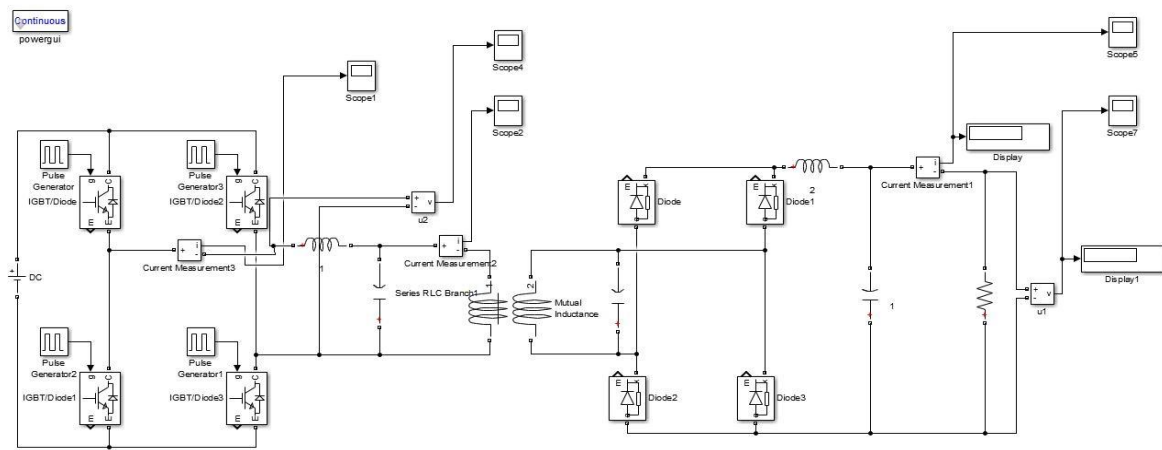 Continuous
powergui
Scope4
Scope5
Scope1
Scope2
Scope7
Display
Pulse
Generator
Pulse
Generator3
g C
IGBT/Diode
m E
g C
IGBT/Diode2
m E
+
-
v
u2
2
+
i
-
Current Measurement1
m
Diode
m
Diode1
+
i
-
Current Measurement3
1
+
i
-
Current Measurement2
DC
+
Series RLC Branch1
1
2
Mutual
Inductance
1
+
-
v
u1
Display1
Pulse
Generator2
Pulse
Generator1
g C
IGBT/Diode1
m E
g C
IGBT/Diode3
m E
m
Diode2
m
Diode3